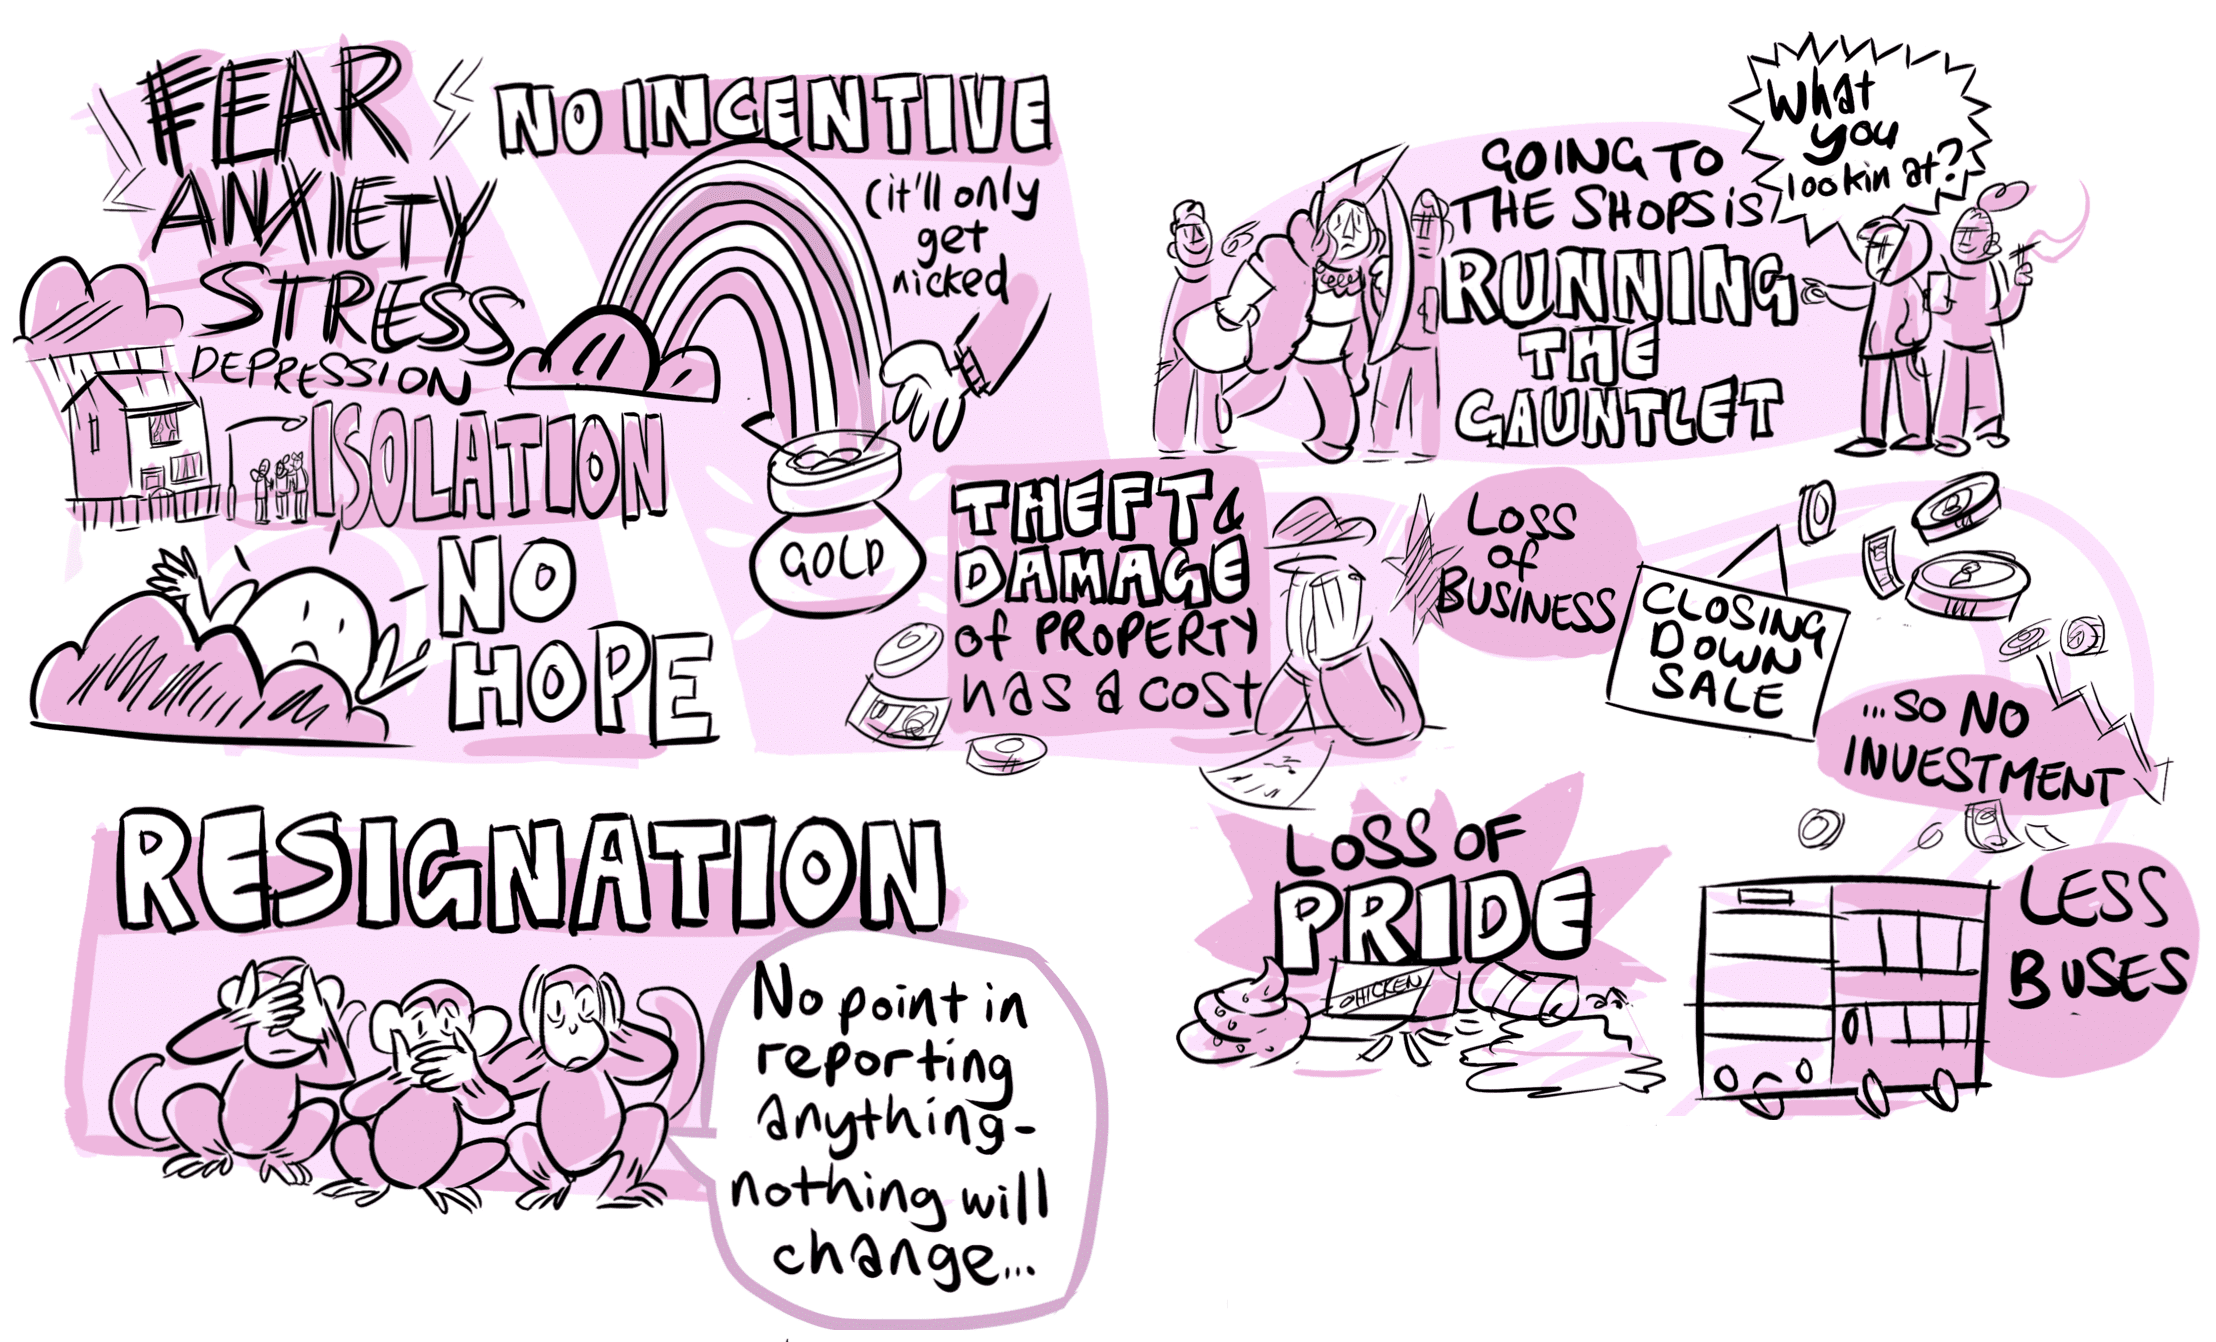 FEAR
ANXIETY
STRESS
DEPRESSION
ISOLATION
NO
HOPE
NO INCENTIVE
(it'll only
get
nicked
GOLD
GOING TO
THE SHOPS iS
RUNNING
THE
GAUNTLET
What
you
lookin at?
THEFT &
DAMAGE
of PROPERTY
has a cost
LOSS
of
BUSINESS
CLOSING
DOWN
SALE
...SO NO
INVESTMENT
LESS
BUSES
LOSS OF
PRIDE
CHICKEN
RESIGNATION
No point in
reporting
anything-
nothing will
change...